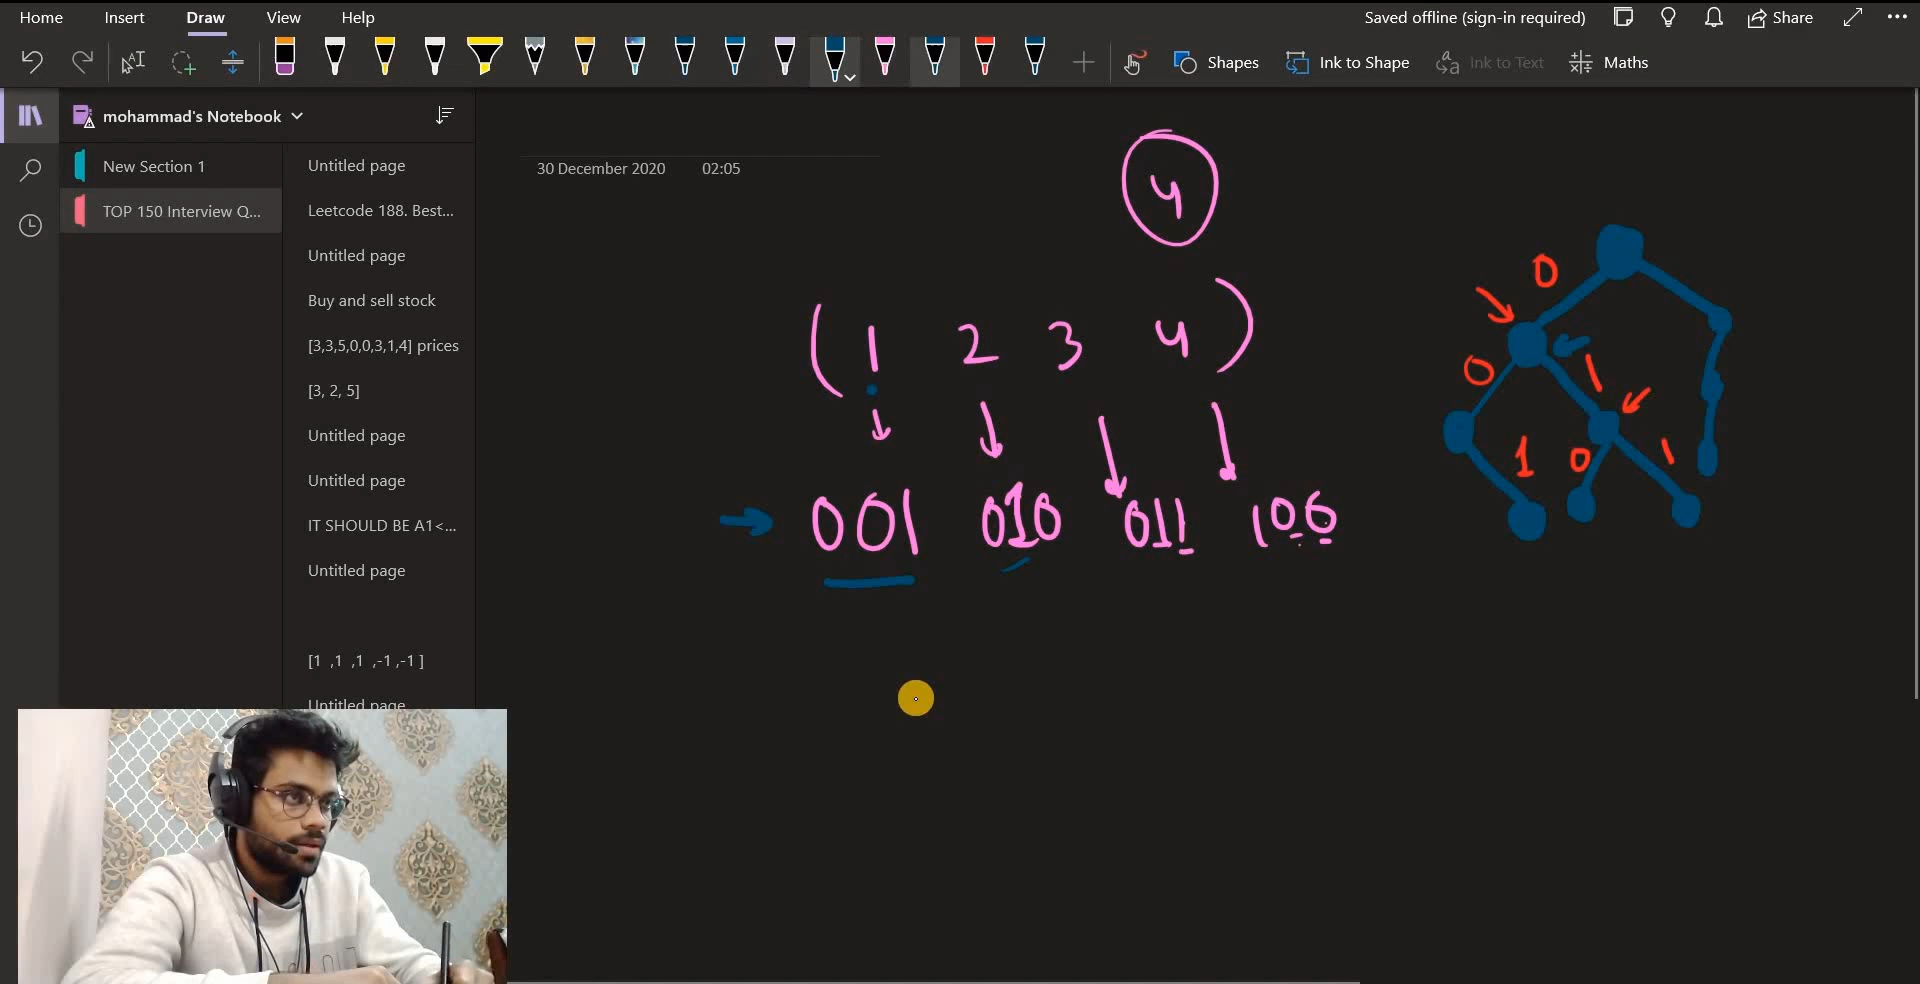 Home Insert Draw View Help Saved offline (sign-in required) Share
Shapes Ink to Shape Ink to Text Maths
mohammad's Notebook
New Section 1
TOP 150 Interview Q...
Untitled page
Leetcode 188. Best...
Untitled page
Buy and sell stock
[3,3,5,0,0,3,1,4] prices
[3, 2, 5]
Untitled page
Untitled page
IT SHOULD BE A1<...
Untitled page
[1 ,1 ,1 ,-1 ,-1 ]
Untitled page
30 December 2020 02:05
4
( 1 2 3 4 )
001 010 011 100
0
0 1
1 0 1